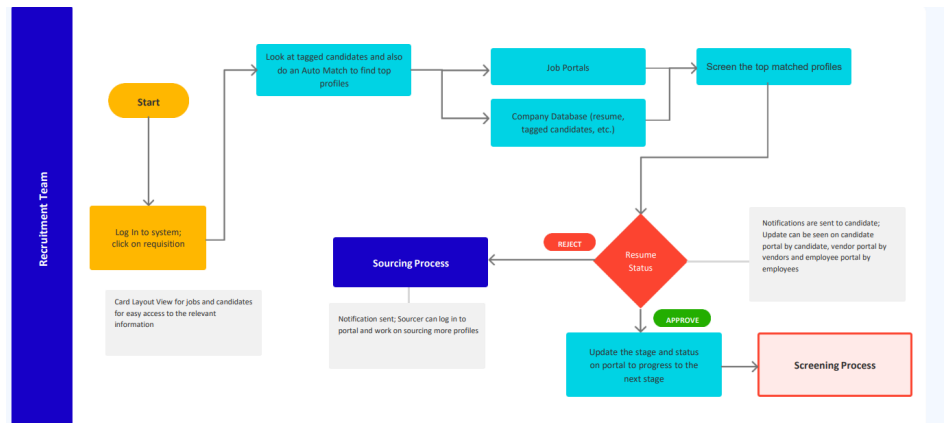 Recruitment Team
Start
Log In to system;
click on requisition
Card Layout View for jobs and candidates
for easy access to the relevant
information
Look at tagged candidates and also
do an Auto Match to find top
profiles
Job Portals
Company Database (resume,
tagged candidates, etc.)
Screen the top matched profiles
Resume
Status
Notifications are sent to candidate;
Update can be seen on candidate
portal by candidate, vendor portal by
vendors and employee portal by
employees
REJECT
Sourcing Process
Notification sent; Sourcer can log in to
portal and work on sourcing more profiles
APPROVE
Update the stage and status
on portal to progress to the
next stage
Screening Process